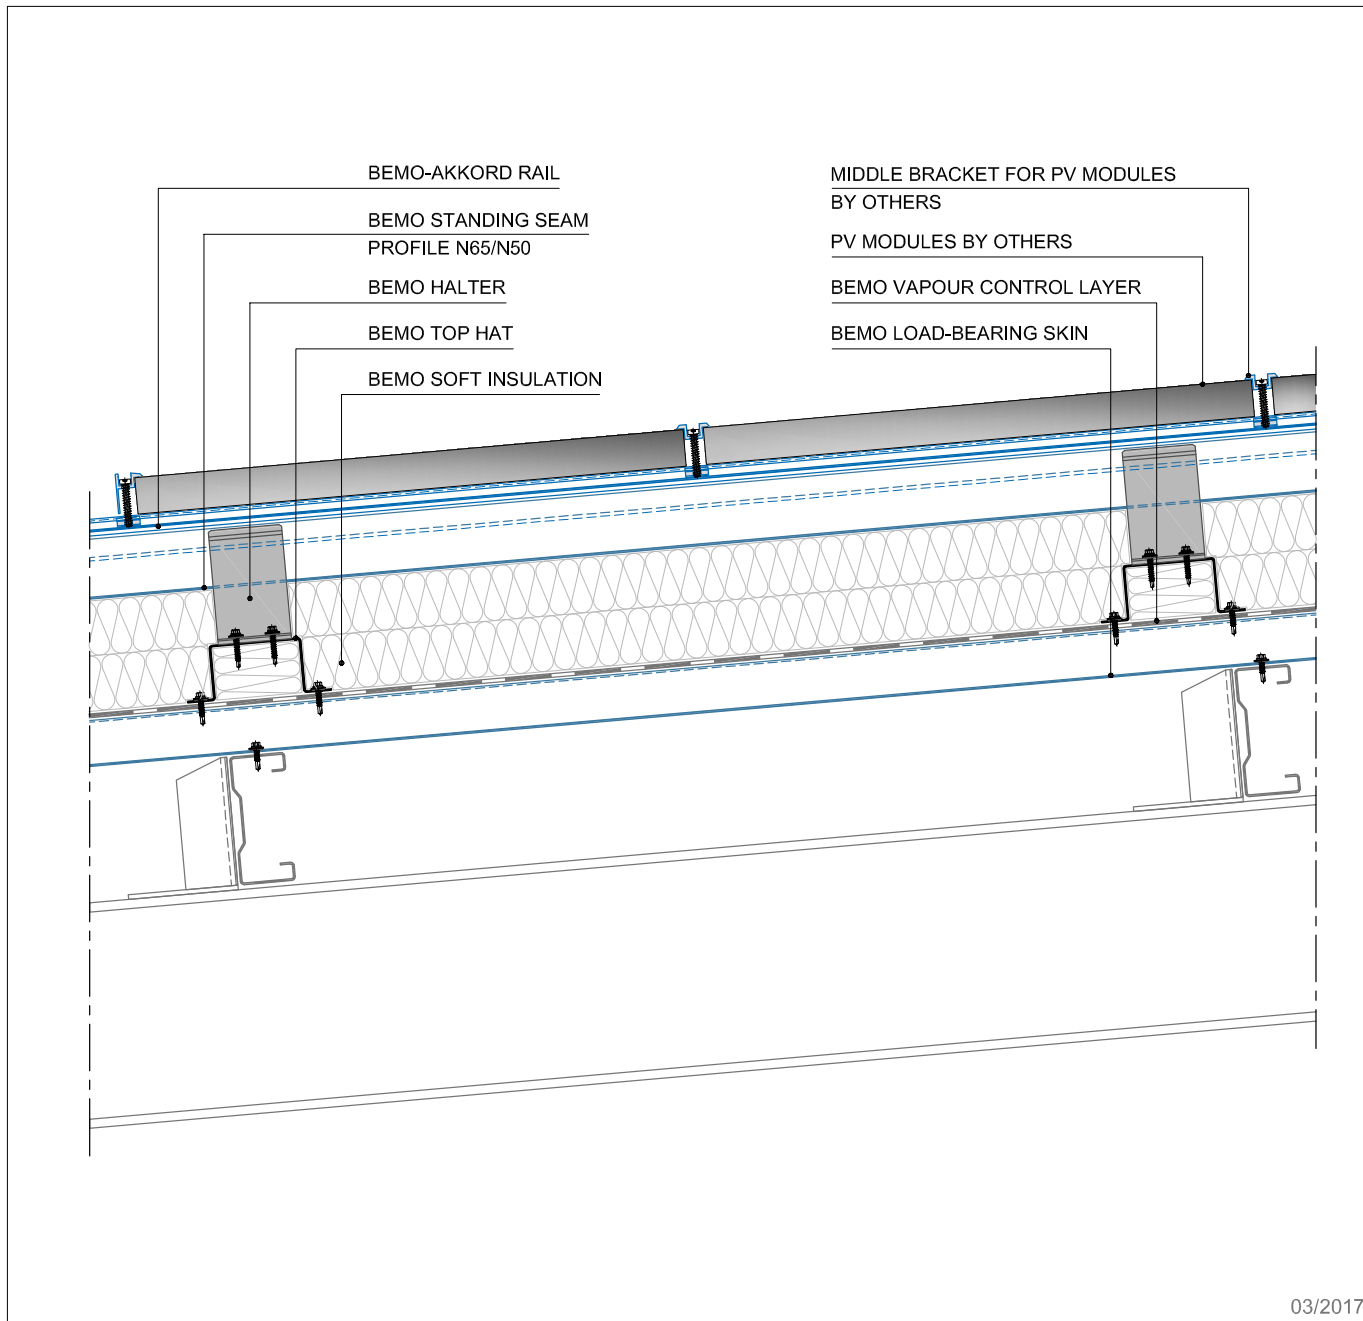 BEMO-AKKORD RAIL
BEMO STANDING SEAM
PROFILE N65/N50
BEMO HALTER
BEMO TOP HAT
BEMO SOFT INSULATION
MIDDLE BRACKET FOR PV MODULES
BY OTHERS
PV MODULES BY OTHERS
BEMO VAPOUR CONTROL LAYER
BEMO LOAD-BEARING SKIN
03/2017